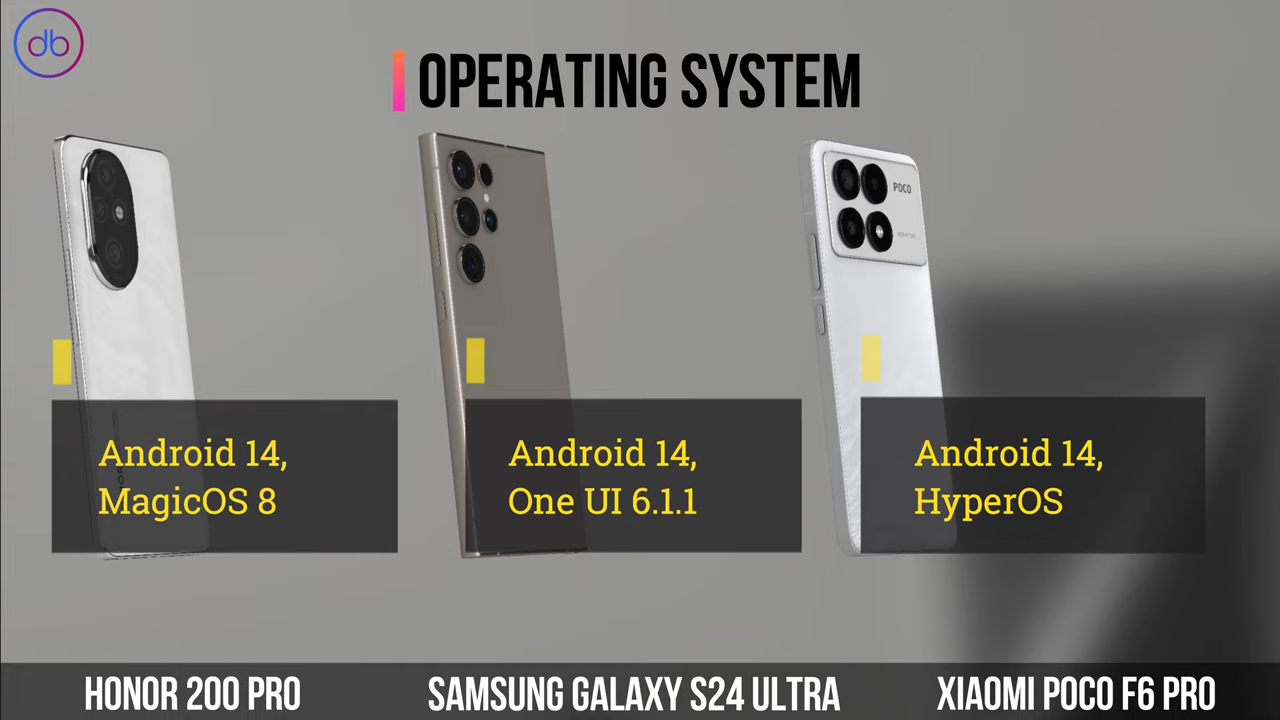 db
OPERATING SYSTEM
POCO
Android 14,
MagicOS 8
Android 14,
One UI 6.1.1
Android 14,
HyperOS
HONOR 200 PRO
SAMSUNG GALAXY S24 ULTRA
XIAOMI POCO F6 PRO